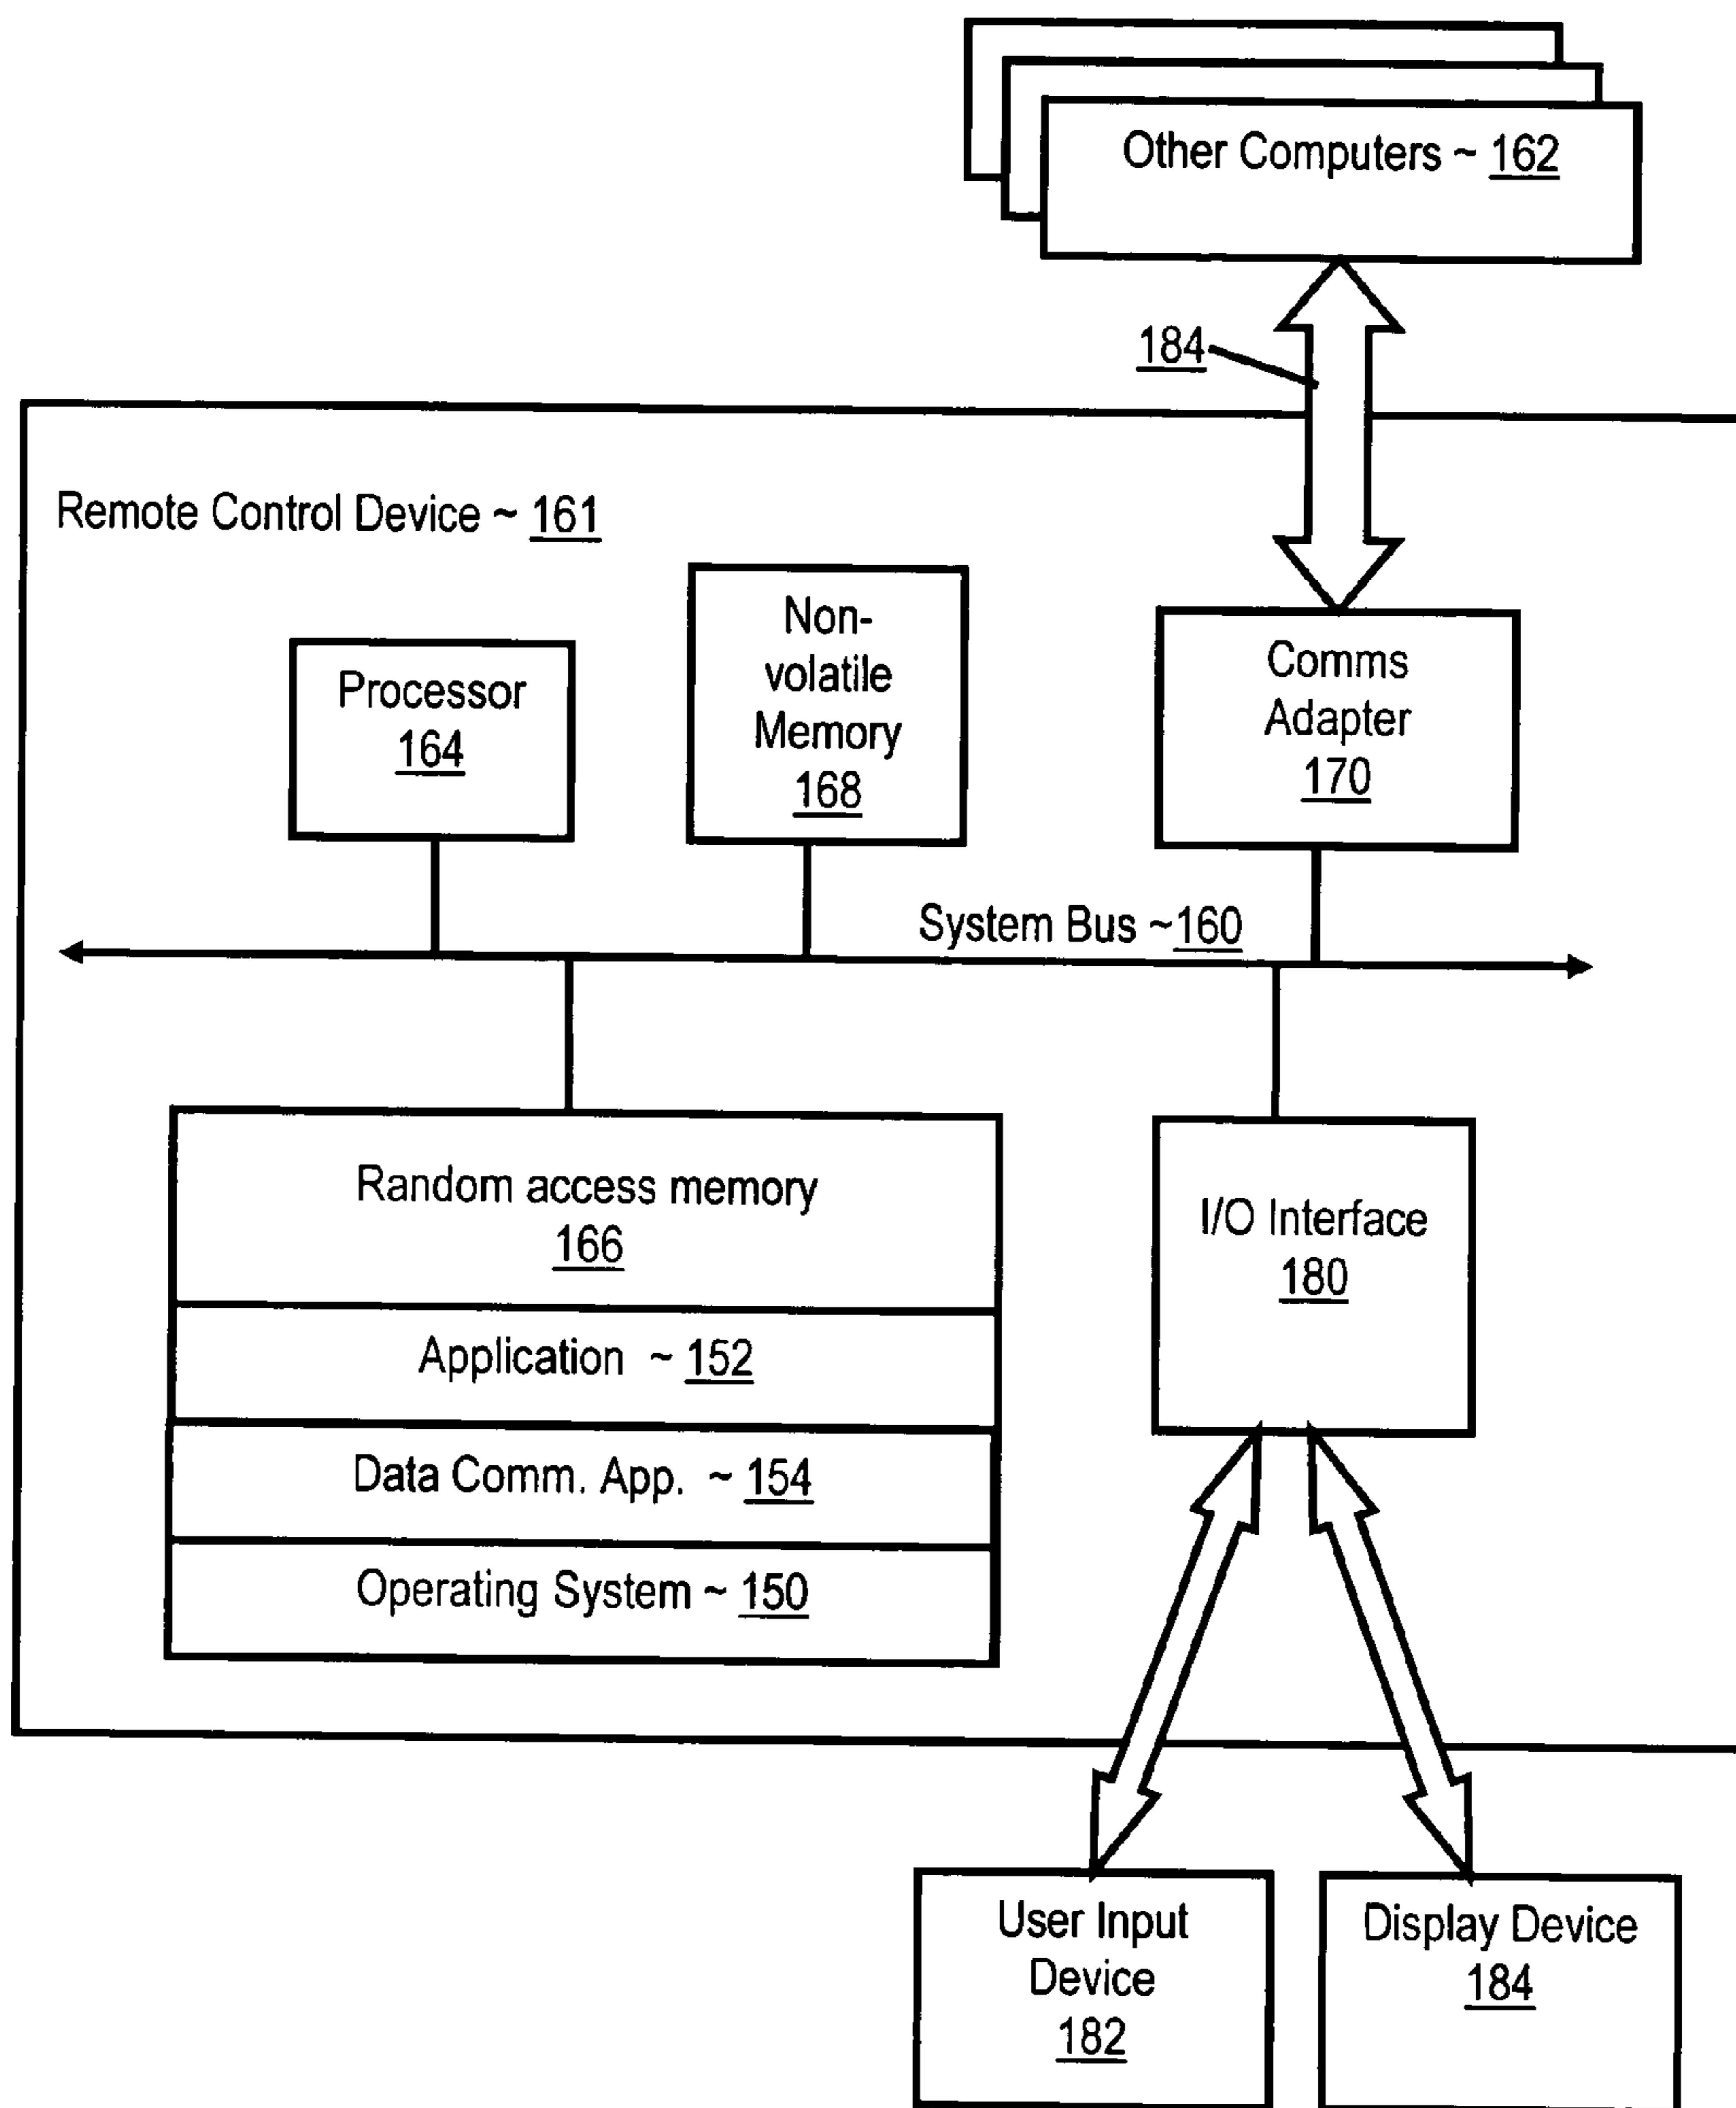 Other Computers ~ 162
184
Remote Control Device ~ 161
Processor
164
Non-
volatile
Memory
168
Comms
Adapter
170
System Bus ~160
Random access memory
166
Application ~ 152
Data Comm. App. ~ 154
Operating System ~ 150
I/O Interface
180
User Input
Device
182
Display Device
184